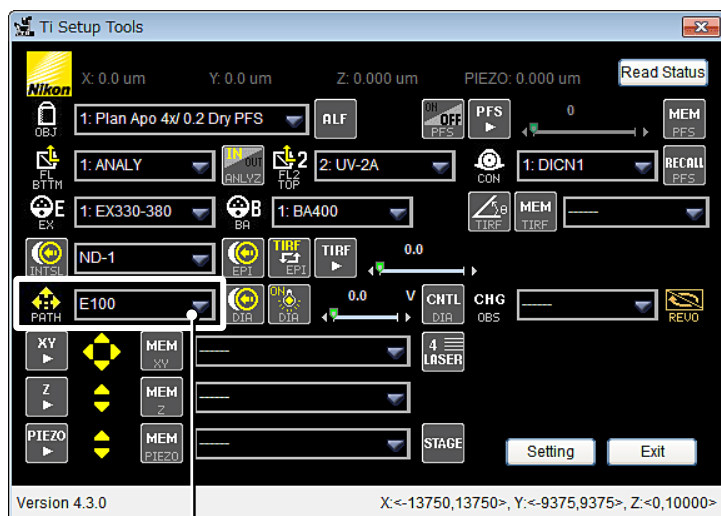 Ti Setup Tools
Nikon X: 0.0 um Y: 0.0 um Z: 0.000 um PIEZO: 0.000 um Read Status
OBJ 1: Plan Apo 4x/ 0.2 Dry PFS ALF ON OFF PFS PFS 0 MEM PFS
FL BTTM 1: ANALY IN OUT ANLYZ 2 FL2 TOP 2: UV-2A CON 1: DICN1 RECALL PFS
E EX 1: EX330-380 B BA 1: BA400 θ TIRF MEM TIRF -----
INTSL ND-1 EPI TIRF EPI TIRF 0.0
PATH E100 DIA ON DIA 0.0 V CNTL DIA CHG OBS ----- REVO
XY MEM XY ----- 4 LASER
Z MEM Z -----
PIEZO MEM PIEZO ----- STAGE Setting Exit
Version 4.3.0 X:<-13750,13750>, Y:<-9375,9375>, Z:<0,10000>